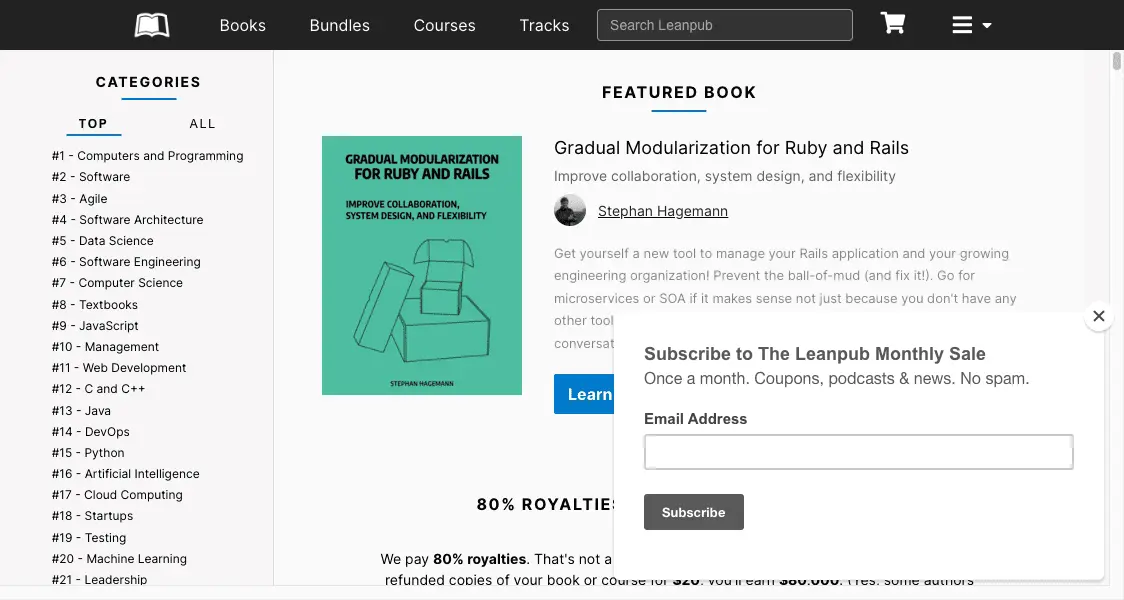 Books Bundles Courses Tracks Search Leanpub
CATEGORIES
TOP ALL
#1 - Computers and Programming
#2 - Software
#3 - Agile
#4 - Software Architecture
#5 - Data Science
#6 - Software Engineering
#7 - Computer Science
#8 - Textbooks
#9 - JavaScript
#10 - Management
#11 - Web Development
#12 - C and C++
#13 - Java
#14 - DevOps
#15 - Python
#16 - Artificial Intelligence
#17 - Cloud Computing
#18 - Startups
#19 - Testing
#20 - Machine Learning
#21 - Leadership
FEATURED BOOK
GRADUAL MODULARIZATION
FOR RUBY AND RAILS
IMPROVE COLLABORATION,
SYSTEM DESIGN, AND FLEXIBILITY
STEPHAN HAGEMANN
Gradual Modularization for Ruby and Rails
Improve collaboration, system design, and flexibility
Stephan Hagemann
Get yourself a new tool to manage your Rails application and your growing
engineering organization! Prevent the ball-of-mud (and fix it!). Go for
microservices or SOA if it makes sense not just because you don't have any
other tool
conversat
Learn
80% ROYALTIES
We pay 80% royalties. That's not a
refunded copies of your book or course for $20, you'll earn $80,000. (Yes, some authors
Subscribe to The Leanpub Monthly Sale
Once a month. Coupons, podcasts & news. No spam.
Email Address
Subscribe